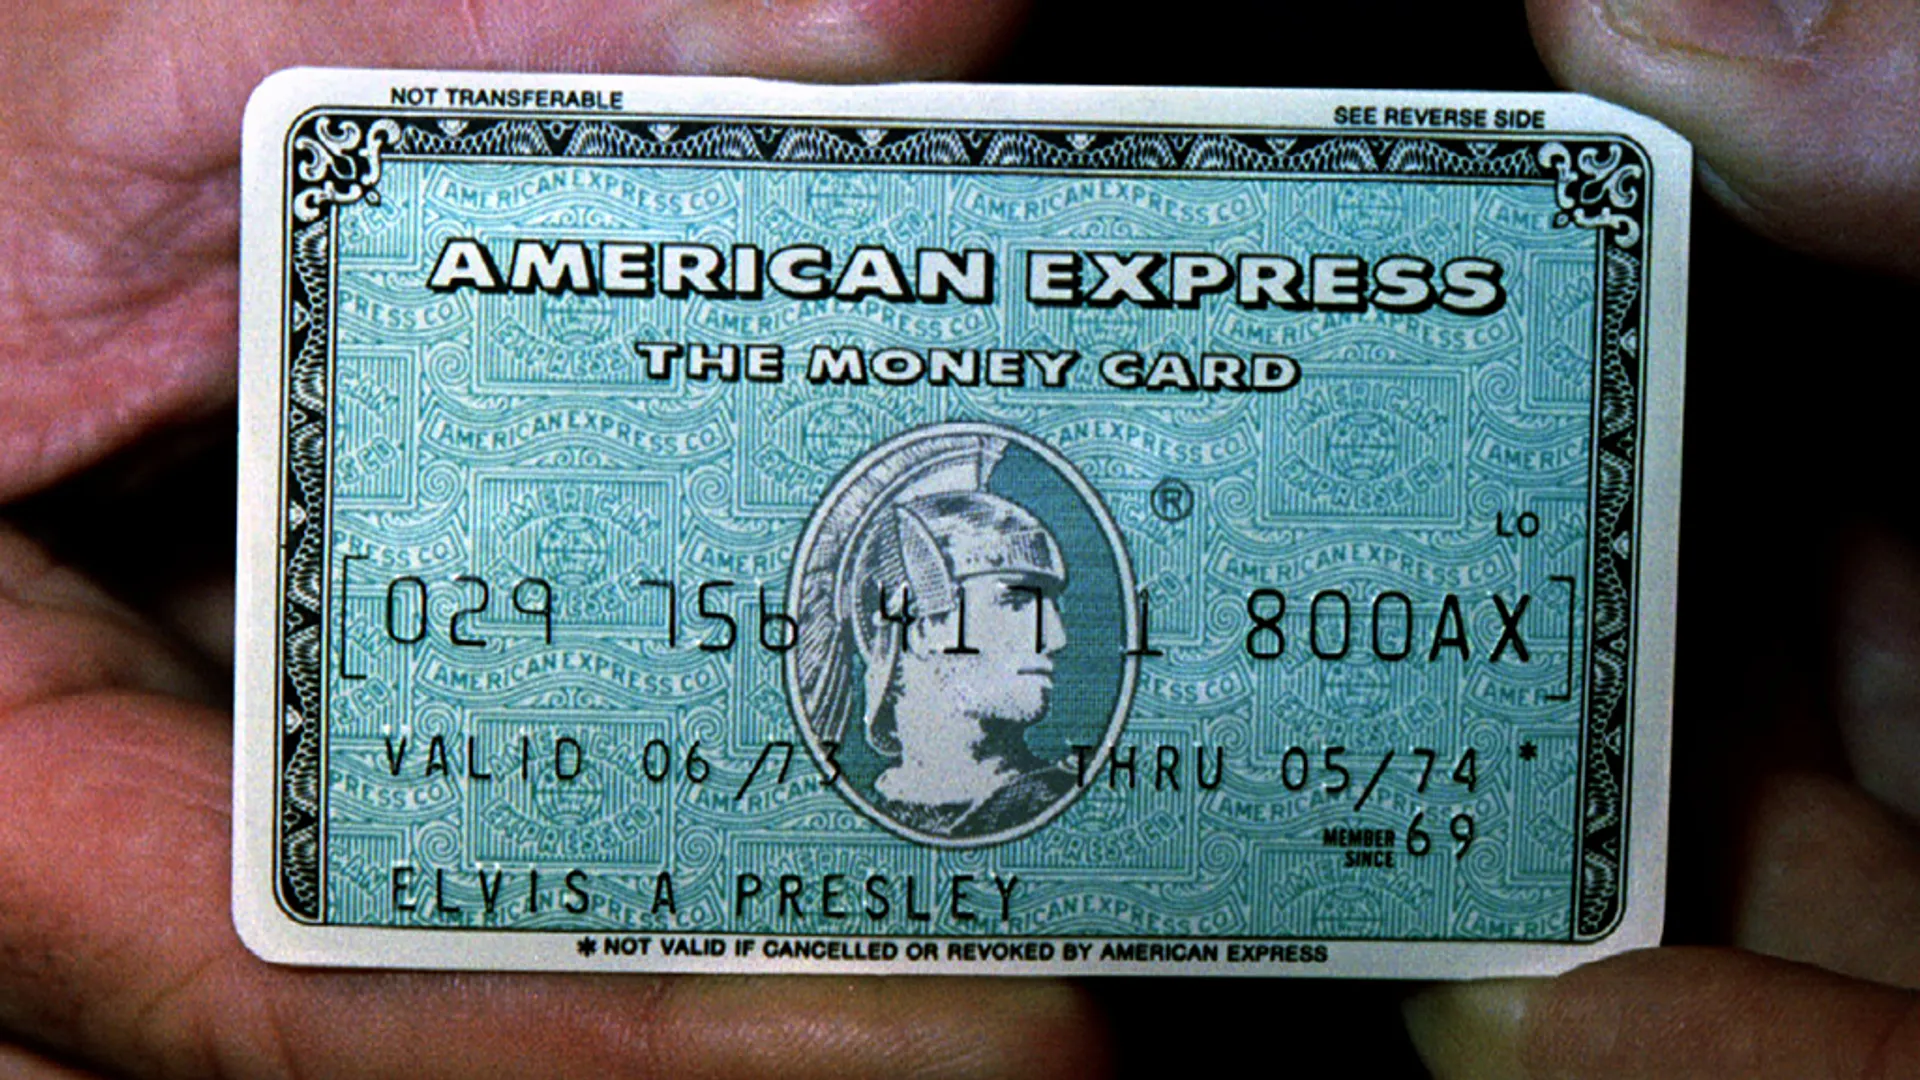 NOT TRANSFERABLE SEE REVERSE SIDE
AMERICAN EXPRESS
THE MONEY CARD
®
LO
029 756 417 1 800AX
VALID 06/73 THRU 05/74 *
MEMBER SINCE 69
ELVIS A PRESLEY
* NOT VALID IF CANCELLED OR REVOKED BY AMERICAN EXPRESS